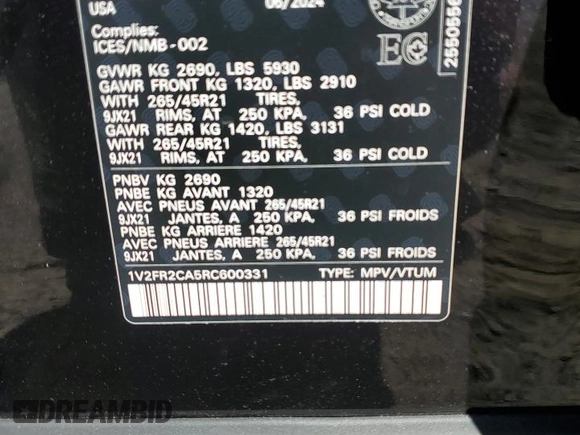 USA 06/2024
Complies:
ICES/NMB-002
EC
2550556
GVWR KG 2690, LBS 5930
GAWR FRONT KG 1320, LBS 2910
WITH 265/45R21 TIRES,
9JX21 RIMS, AT 250 KPA, 36 PSI COLD
GAWR REAR KG 1420, LBS 3131
WITH 265/45R21 TIRES,
9JX21 RIMS, AT 250 KPA, 36 PSI COLD
PNBV KG 2690
PNBE KG AVANT 1320
AVEC PNEUS AVANT 265/45R21
9JX21 JANTES, A 250 KPA, 36 PSI FROIDS
PNBE KG ARRIÈRE 1420
AVEC PNEUS ARRIERE 265/45R21
9JX21 JANTES, A 250 KPA, 36 PSI FROIDS
1V2FR2CA5RC600331 TYPE: MPV/VTUM
DREAMBID